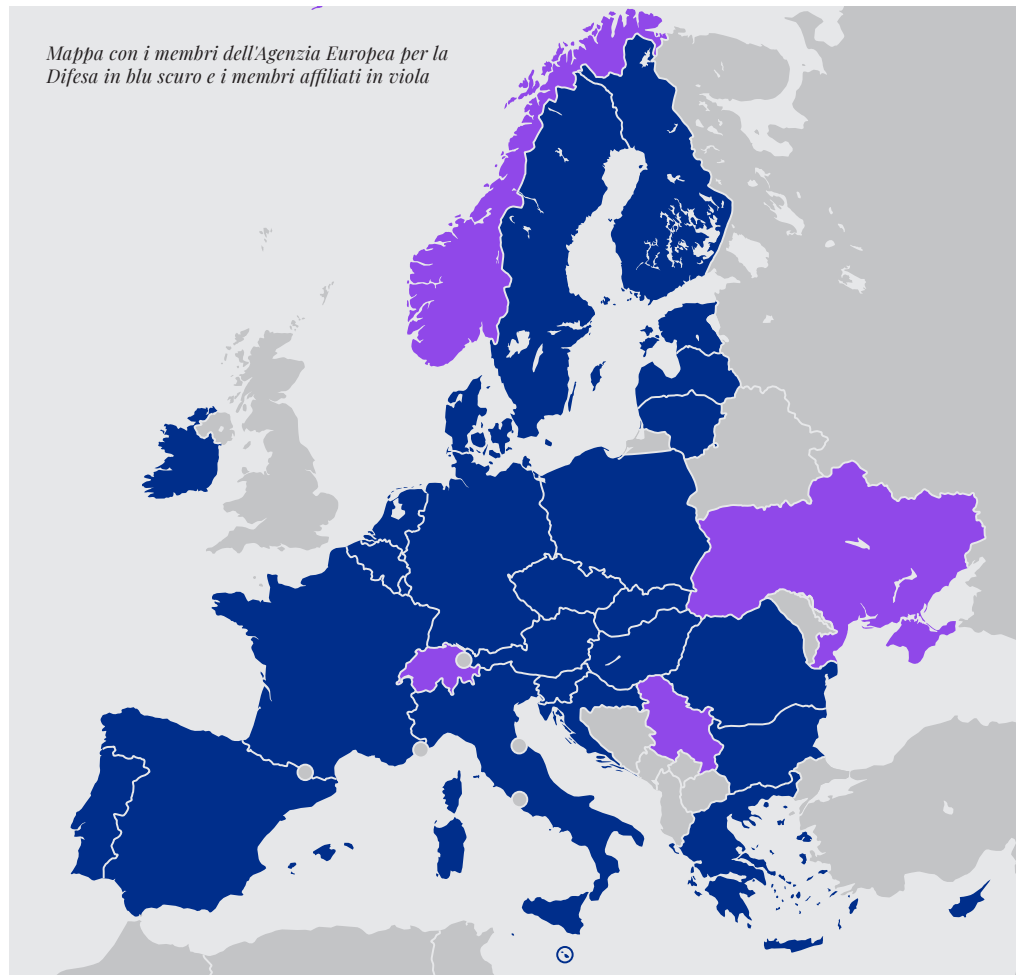 Mappa con i membri dell'Agenzia Europea per la
Difesa in blu scuro e i membri affiliati in viola